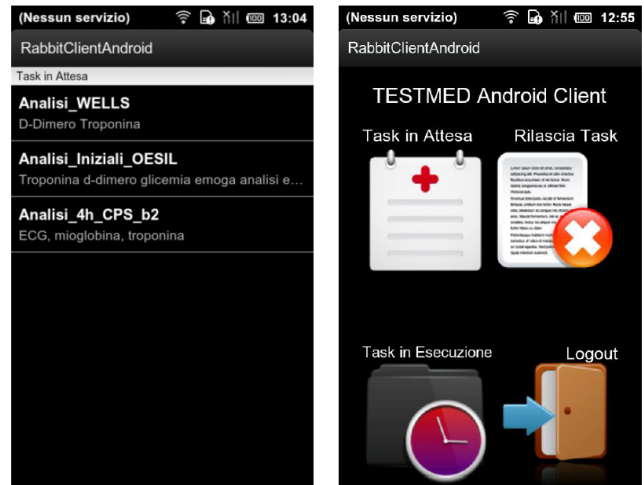 (Nessun servizio) 13:04
RabbitClientAndroid
Task in Attesa
Analisi_WELLS
D-Dimero Troponina
Analisi_Iniziali_OESIL
Troponina d-dimero glicemia emoga analisi e...
Analisi_4h_CPS_b2
ECG, mioglobina, troponina
(Nessun servizio) 12:55
RabbitClientAndroid
TESTMED Android Client
Task in Attesa Rilascia Task
Task in Esecuzione Logout